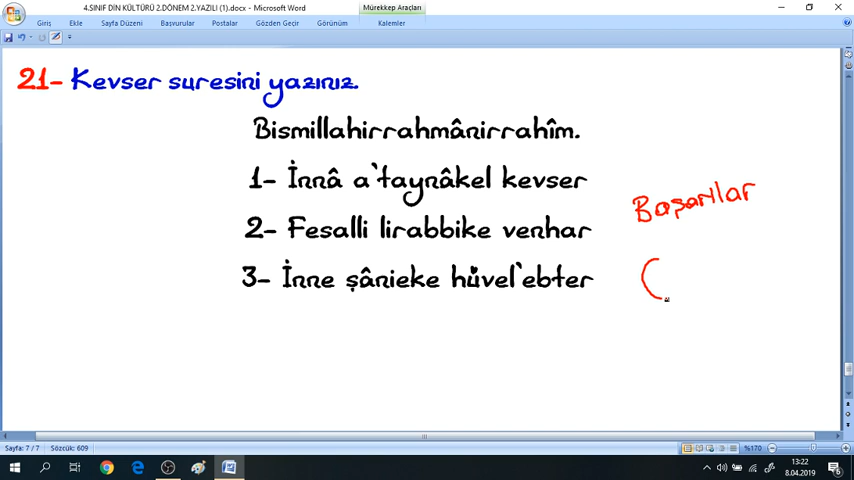 4.SINIF DİN KÜLTÜRÜ 2.DÖNEM 2.YAZILI (1).docx - Microsoft Word
Mürekkep Araçları
Giriş Ekle Sayfa Düzeni Başvurular Postalar Gözden Geçir Görünüm Kalemler
21- Kevser suresini yazınız.
Bismillahirrahmânirrahîm.
1- İnnâ a'taynâkel kevser
2- Fesalli lirabbike venhar
3- İnne şânieke hüvel'ebter
Başarılar
Sayfa: 7 / 7 Sözcük: 609 %170
13:22
8.04.2019
5